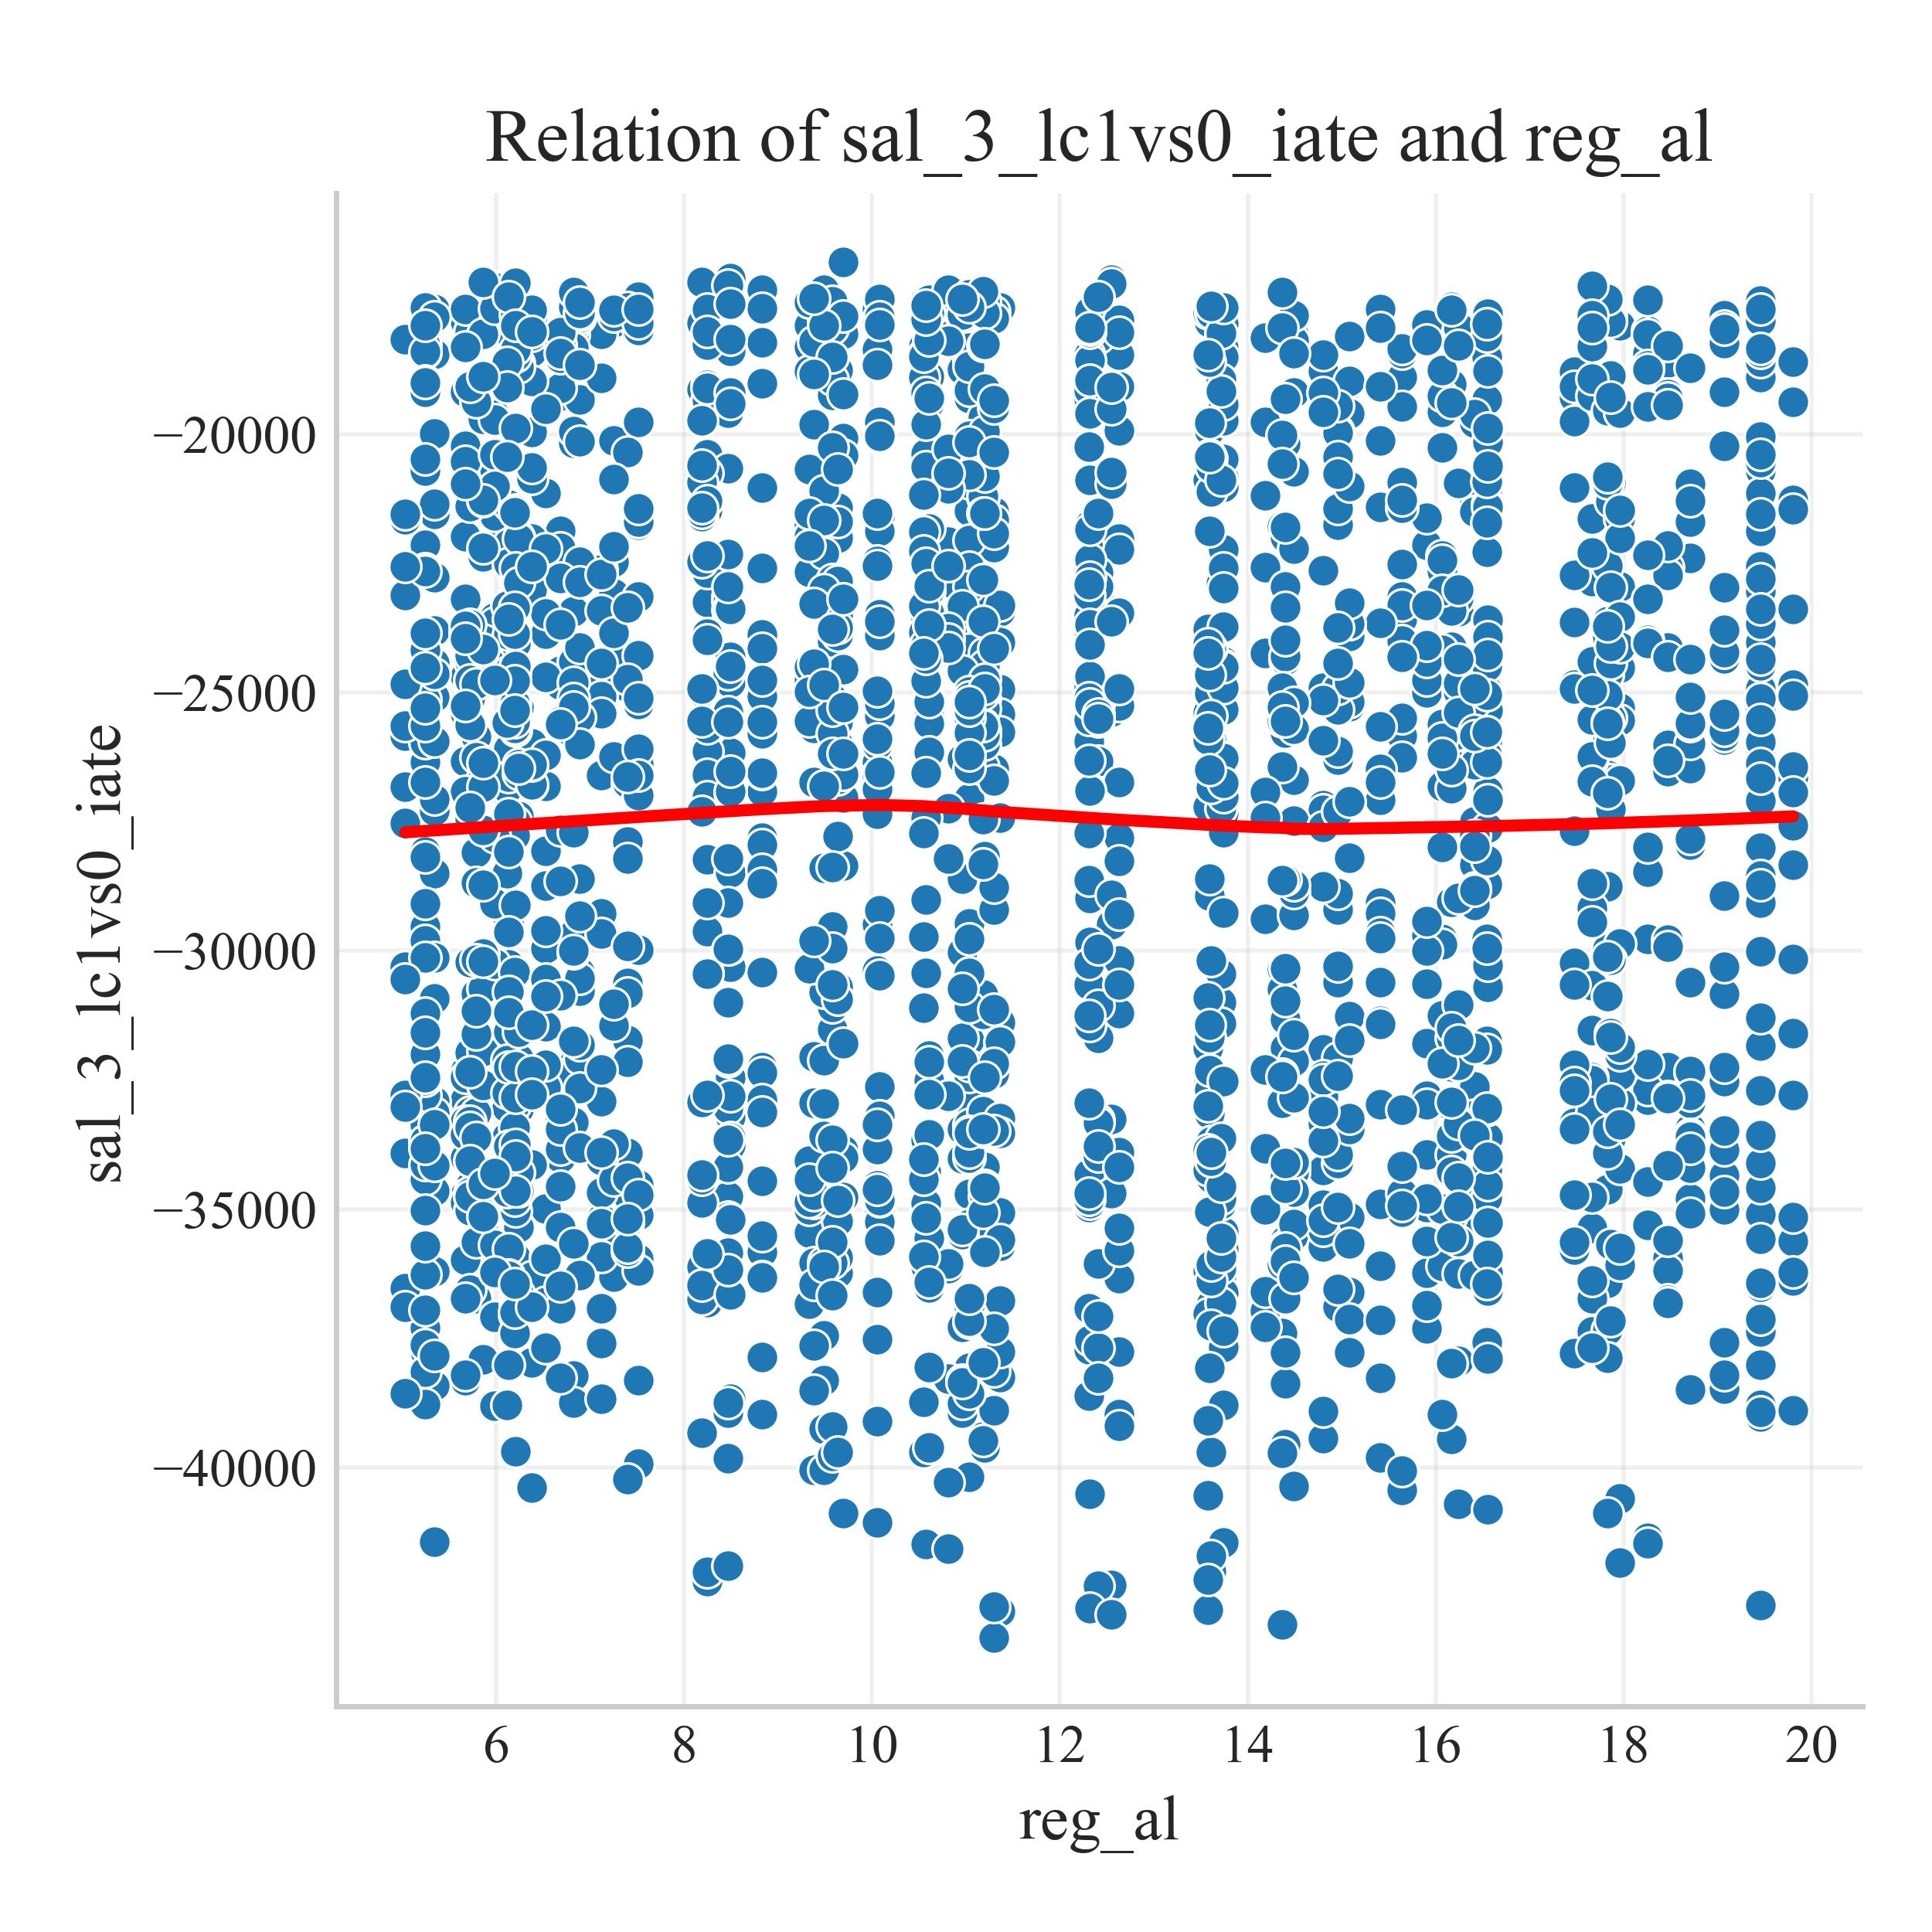 Relation of sal_3_lc1vs0_iate and reg_al
sal_3_lc1vs0_iate
−20000
−25000
−30000
−35000
−40000
6 8 10 12 14 16 18 20
reg_al